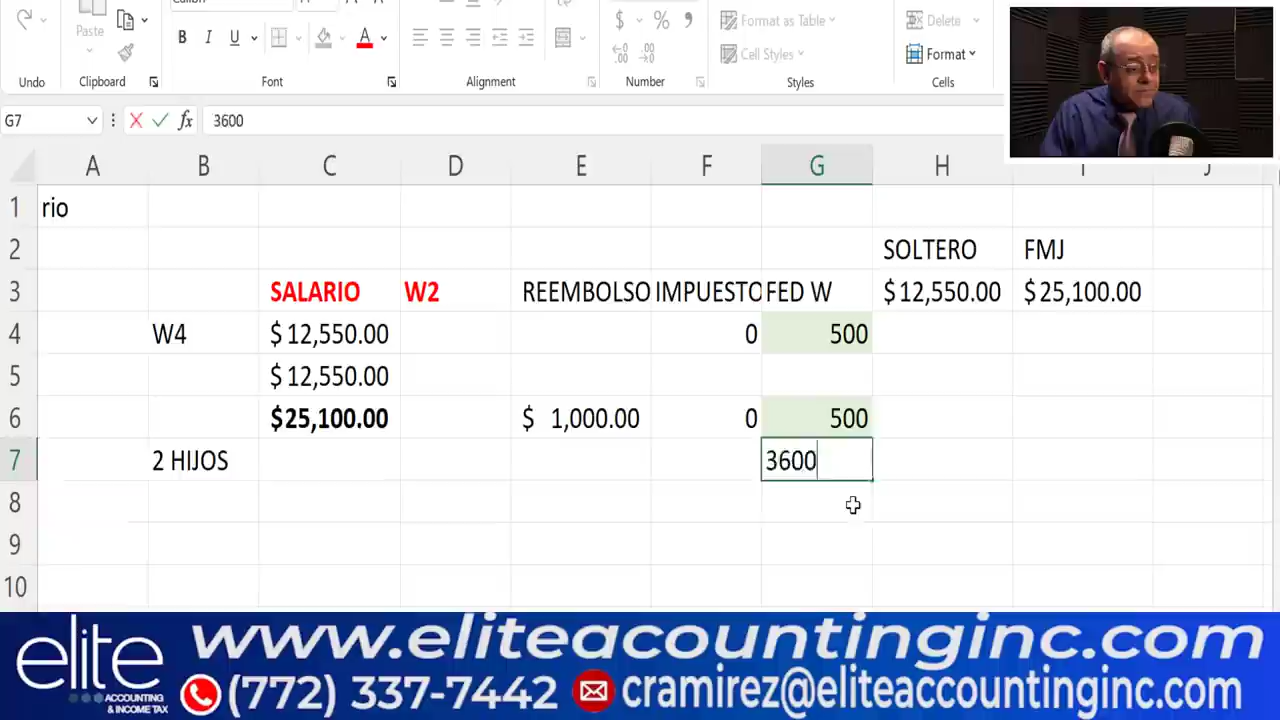 Calibri
Paste
Format as Table
Delete
Cell Styles
Format
Undo
Clipboard
Font
Alignment
Number
Styles
Cells
G7
fx
3600
A B C D E F G H I J
1 rio
2 SOLTERO FMJ
3 SALARIO W2 REEMBOLSO IMPUESTO FED W $12,550.00 $25,100.00
4 W4 $12,550.00 0 500
5 $12,550.00
6 $25,100.00 $ 1,000.00 0 500
7 2 HIJOS 3600
8
9
10
elite
ACCOUNTING
& INCOME TAX
www.eliteacountinginc.com
(772) 337-7442 cramirez@eliteaccountinginc.com